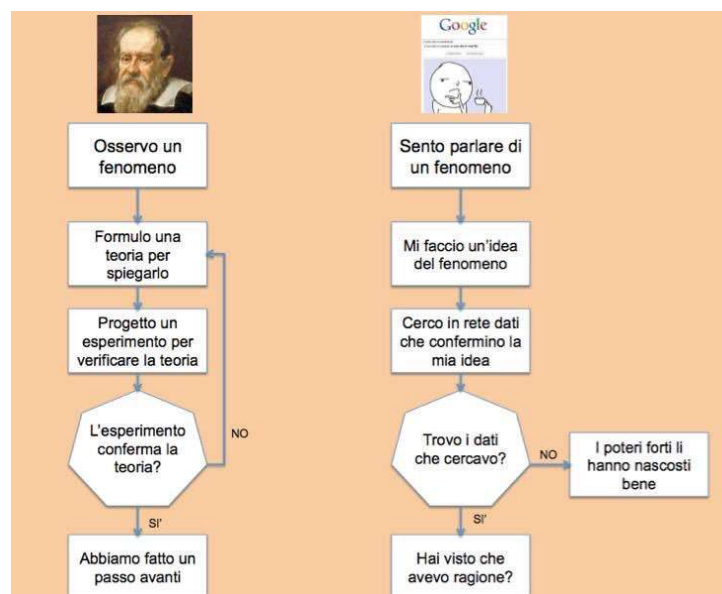 Google
Osservo un
fenomeno
Formulo una
teoria per
spiegarlo
Progetto un
esperimento per
verificare la teoria
L'esperimento
conferma la
teoria?
NO
SI'
Abbiamo fatto un
passo avanti
Sento parlare di
un fenomeno
Mi faccio un'idea
del fenomeno
Cerco in rete dati
che confermino la
mia idea
Trovo i dati
che cercavo?
NO
I poteri forti li
hanno nascosti
bene
SI'
Hai visto che
avevo ragione?